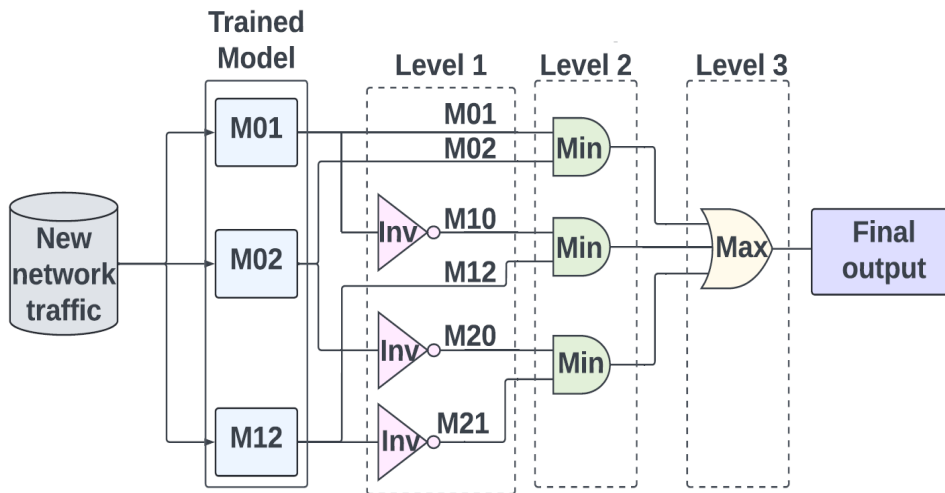 Trained
Model
Level 1
Level 2
Level 3
M01
M01
M02
Min
Inv
M10
New
network
traffic
M02
M12
Min
Max
Final
output
Inv
M20
Min
M12
Inv
M21